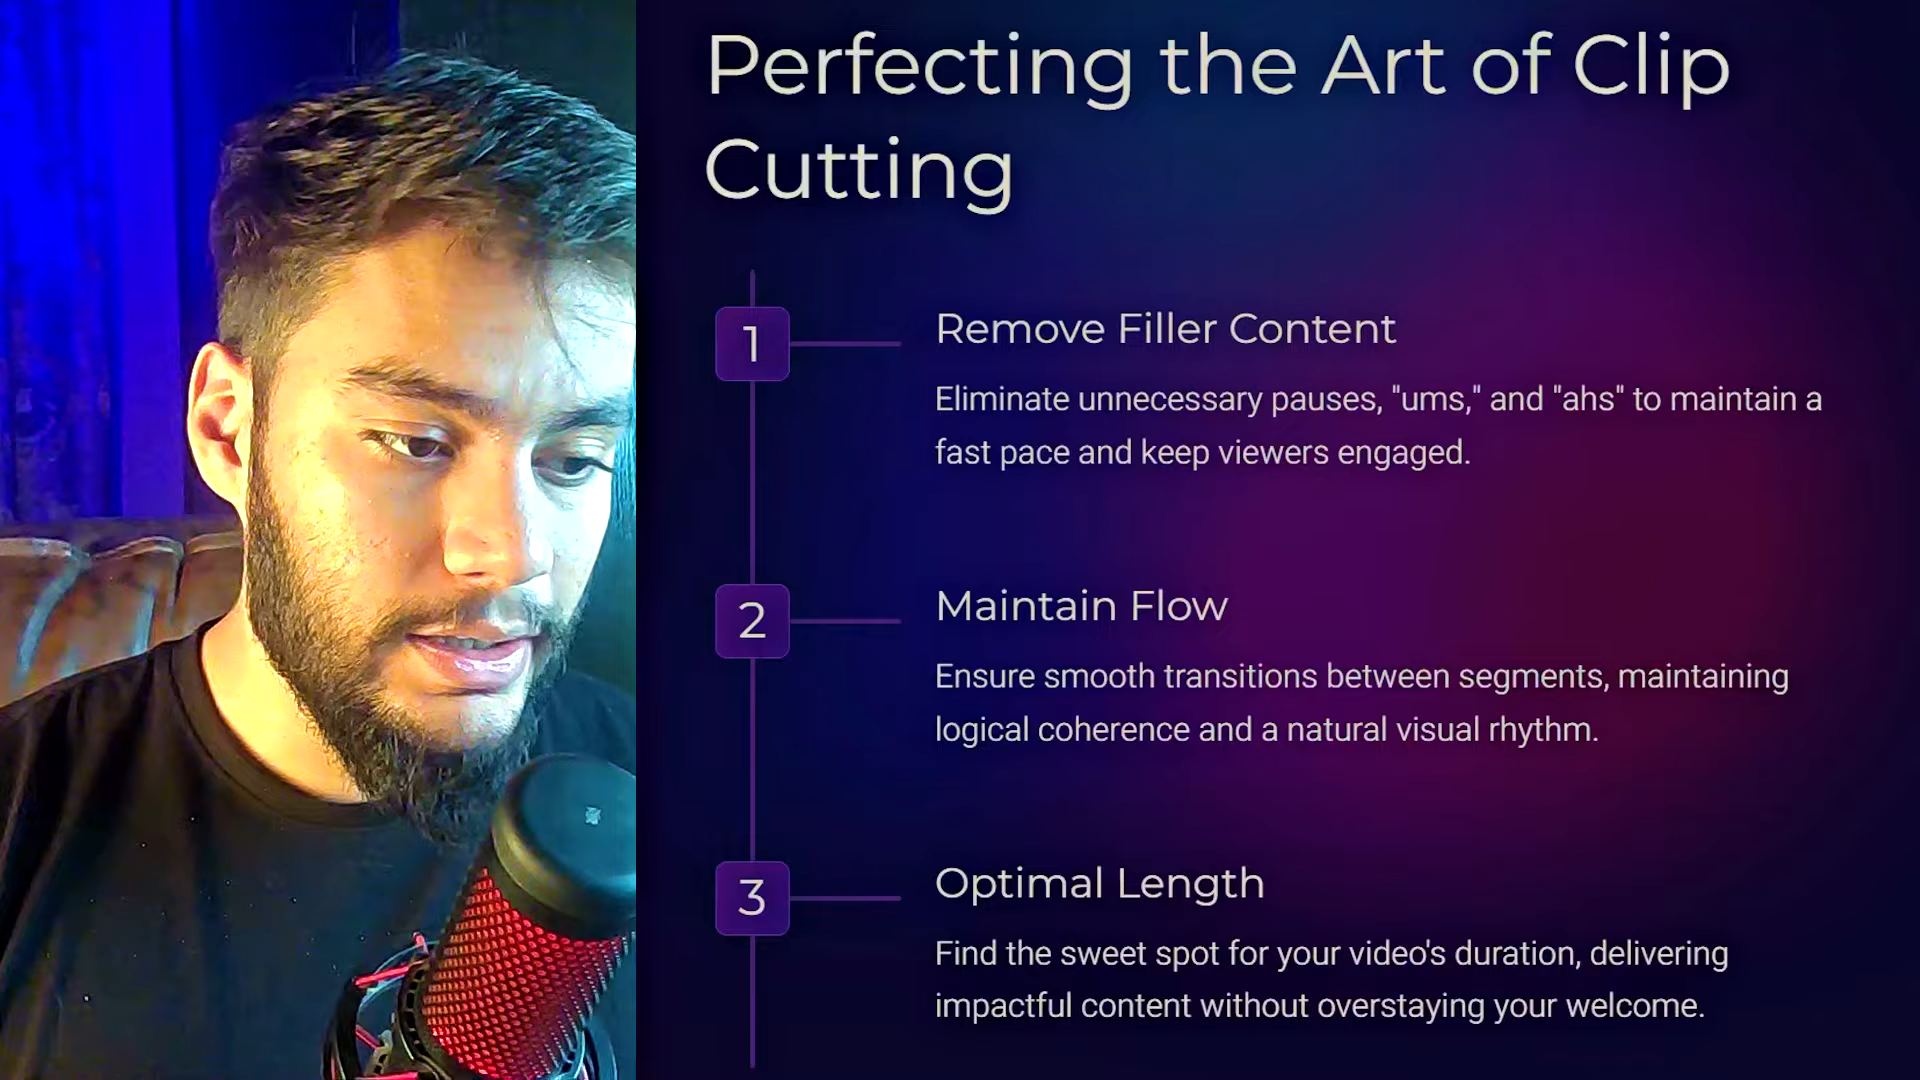 Perfecting the Art of Clip
Cutting
1
Remove Filler Content
Eliminate unnecessary pauses, "ums," and "ahs" to maintain a
fast pace and keep viewers engaged.
2
Maintain Flow
Ensure smooth transitions between segments, maintaining
logical coherence and a natural visual rhythm.
3
Optimal Length
Find the sweet spot for your video's duration, delivering
impactful content without overstaying your welcome.